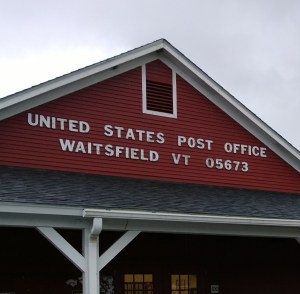 UNITED STATES POST OFFICE
WAITSFIELD VT 05673